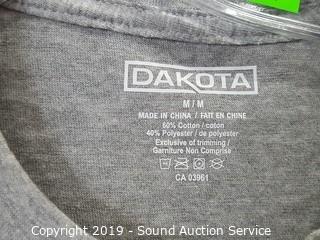 DAKOTA
M / M
MADE IN CHINA / FAIT EN CHINE
60% Cotton / coton
40% Polyester / de polyester
Exclusive of trimming /
Garniture Non Comprise
CA 03961
Copyright 2019 - Sound Auction Service